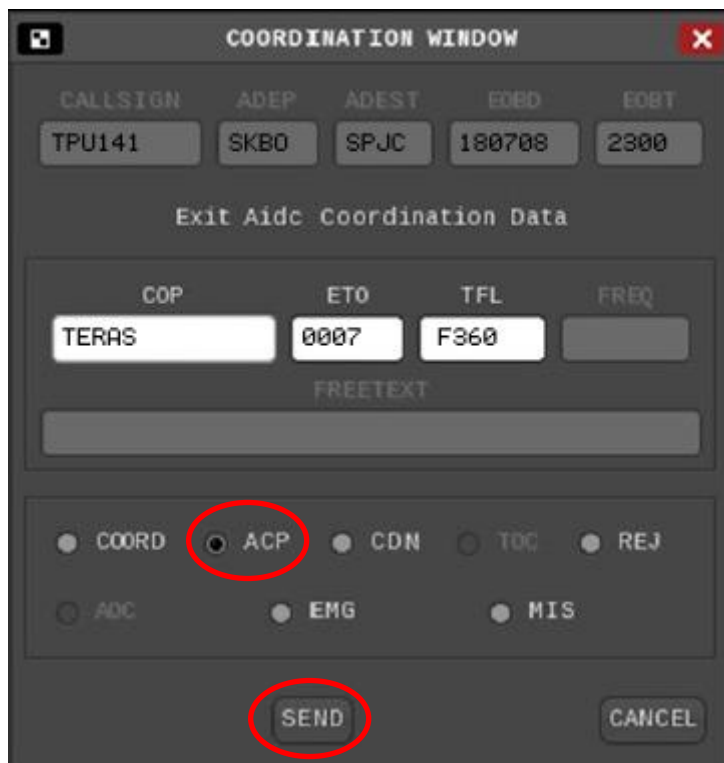 COORDINATION WINDOW
CALLSIGN ADEP ADEST EOBD EOBT
TPU141 SKBO SPJC 180708 2300
Exit Aidc Coordination Data
COP ETO TFL FREQ
TERAS 0007 F360
FREETEXT
COORD ACP CDN TOC REJ
AOC EMG MIS
SEND CANCEL